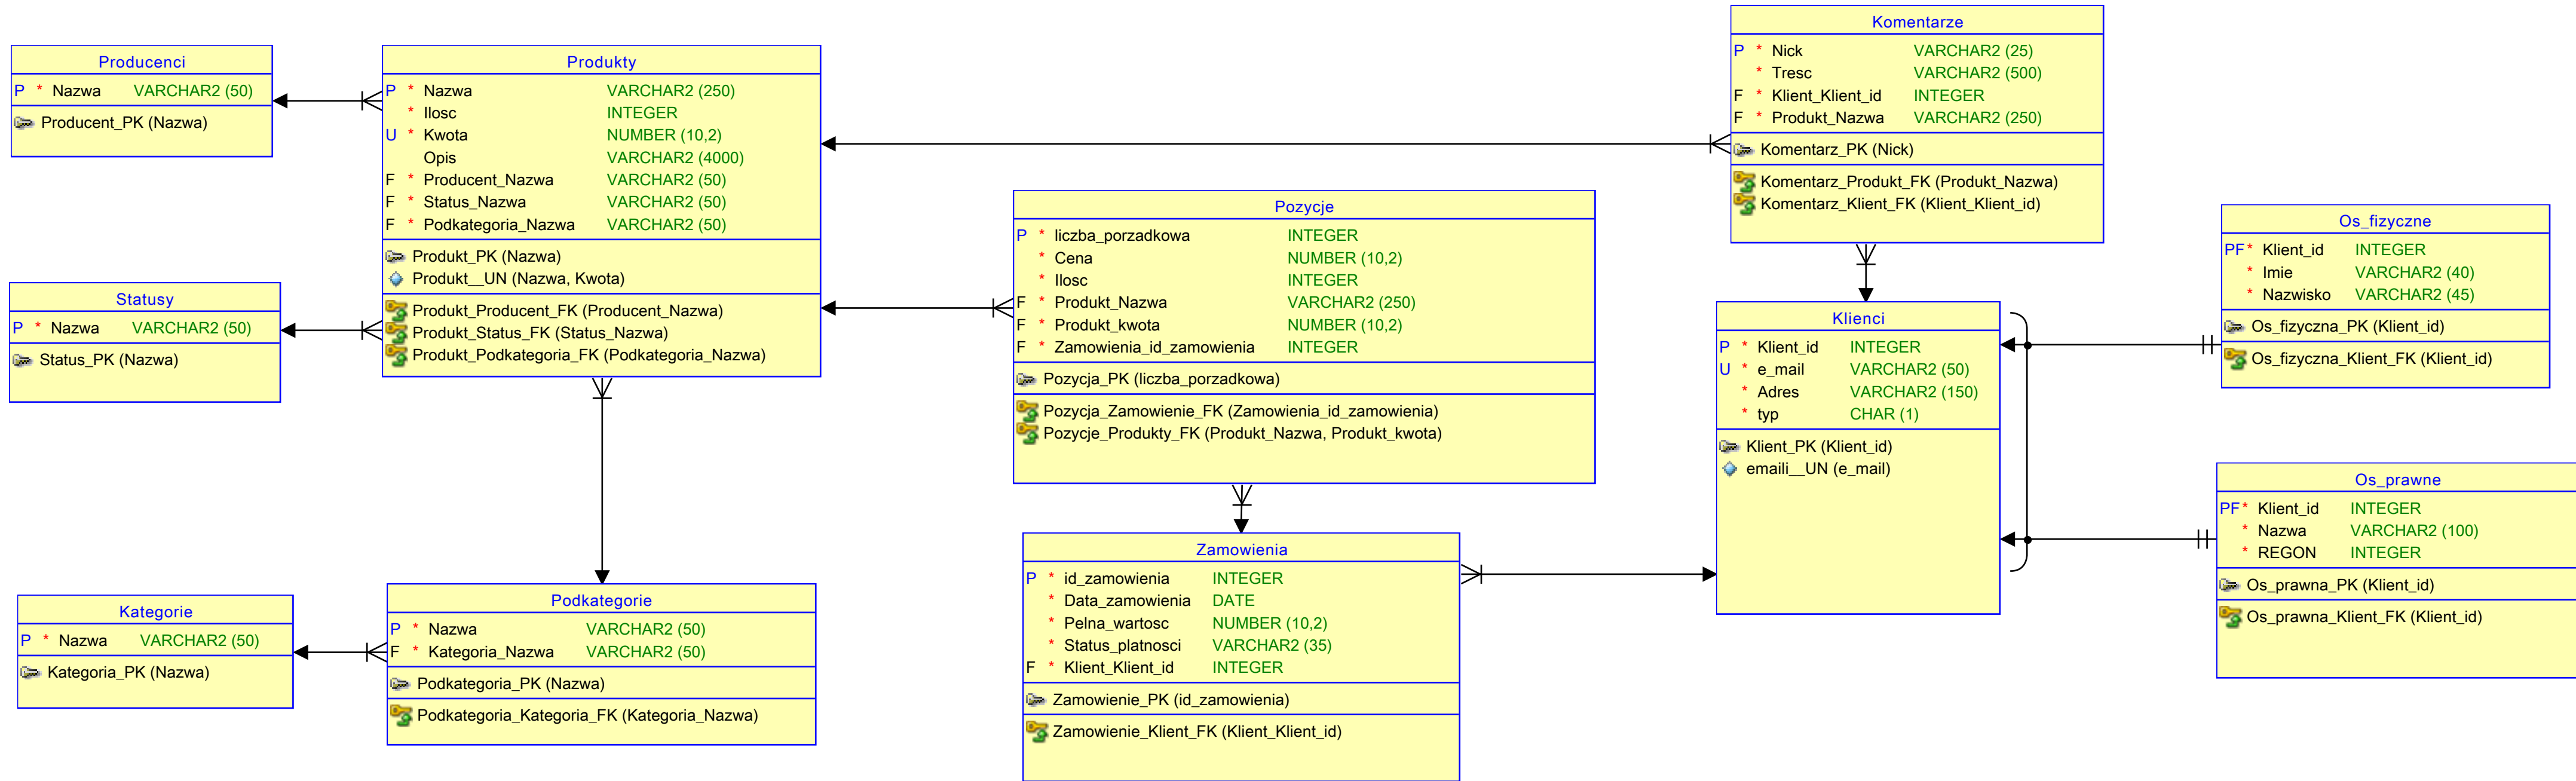 Producenci
P * Nazwa VARCHAR2 (50)
Producent_PK (Nazwa)
Produkty
P * Nazwa VARCHAR2 (250)
* Ilosc INTEGER
U * Kwota NUMBER (10,2)
Opis VARCHAR2 (4000)
F * Producent_Nazwa VARCHAR2 (50)
F * Status_Nazwa VARCHAR2 (50)
F * Podkategoria_Nazwa VARCHAR2 (50)
Produkt_PK (Nazwa)
Produkt__UN (Nazwa, Kwota)
Produkt_Producent_FK (Producent_Nazwa)
Produkt_Status_FK (Status_Nazwa)
Produkt_Podkategoria_FK (Podkategoria_Nazwa)
Statusy
P * Nazwa VARCHAR2 (50)
Status_PK (Nazwa)
Kategorie
P * Nazwa VARCHAR2 (50)
Kategoria_PK (Nazwa)
Podkategorie
P * Nazwa VARCHAR2 (50)
F * Kategoria_Nazwa VARCHAR2 (50)
Podkategoria_PK (Nazwa)
Podkategoria_Kategoria_FK (Kategoria_Nazwa)
Pozycje
P * liczba_porzadkowa INTEGER
* Cena NUMBER (10,2)
* Ilosc INTEGER
F * Produkt_Nazwa VARCHAR2 (250)
F * Produkt_kwota NUMBER (10,2)
F * Zamowienia_id_zamowienia INTEGER
Pozycja_PK (liczba_porzadkowa)
Pozycja_Zamowienie_FK (Zamowienia_id_zamowienia)
Pozycje_Produkty_FK (Produkt_Nazwa, Produkt_kwota)
Zamowienia
P * id_zamowienia INTEGER
* Data_zamowienia DATE
* Pelna_wartosc NUMBER (10,2)
* Status_platnosci VARCHAR2 (35)
F * Klient_Klient_id INTEGER
Zamowienie_PK (id_zamowienia)
Zamowienie_Klient_FK (Klient_Klient_id)
Komentarze
P * Nick VARCHAR2 (25)
* Tresc VARCHAR2 (500)
F * Klient_Klient_id INTEGER
F * Produkt_Nazwa VARCHAR2 (250)
Komentarz_PK (Nick)
Komentarz_Produkt_FK (Produkt_Nazwa)
Komentarz_Klient_FK (Klient_Klient_id)
Klienci
P * Klient_id INTEGER
U * e_mail VARCHAR2 (50)
* Adres VARCHAR2 (150)
* typ CHAR (1)
Klient_PK (Klient_id)
emaili__UN (e_mail)
Os_fizyczne
PF* Klient_id INTEGER
* Imie VARCHAR2 (40)
* Nazwisko VARCHAR2 (45)
Os_fizyczna_PK (Klient_id)
Os_fizyczna_Klient_FK (Klient_id)
Os_prawne
PF* Klient_id INTEGER
* Nazwa VARCHAR2 (100)
* REGON INTEGER
Os_prawna_PK (Klient_id)
Os_prawna_Klient_FK (Klient_id)